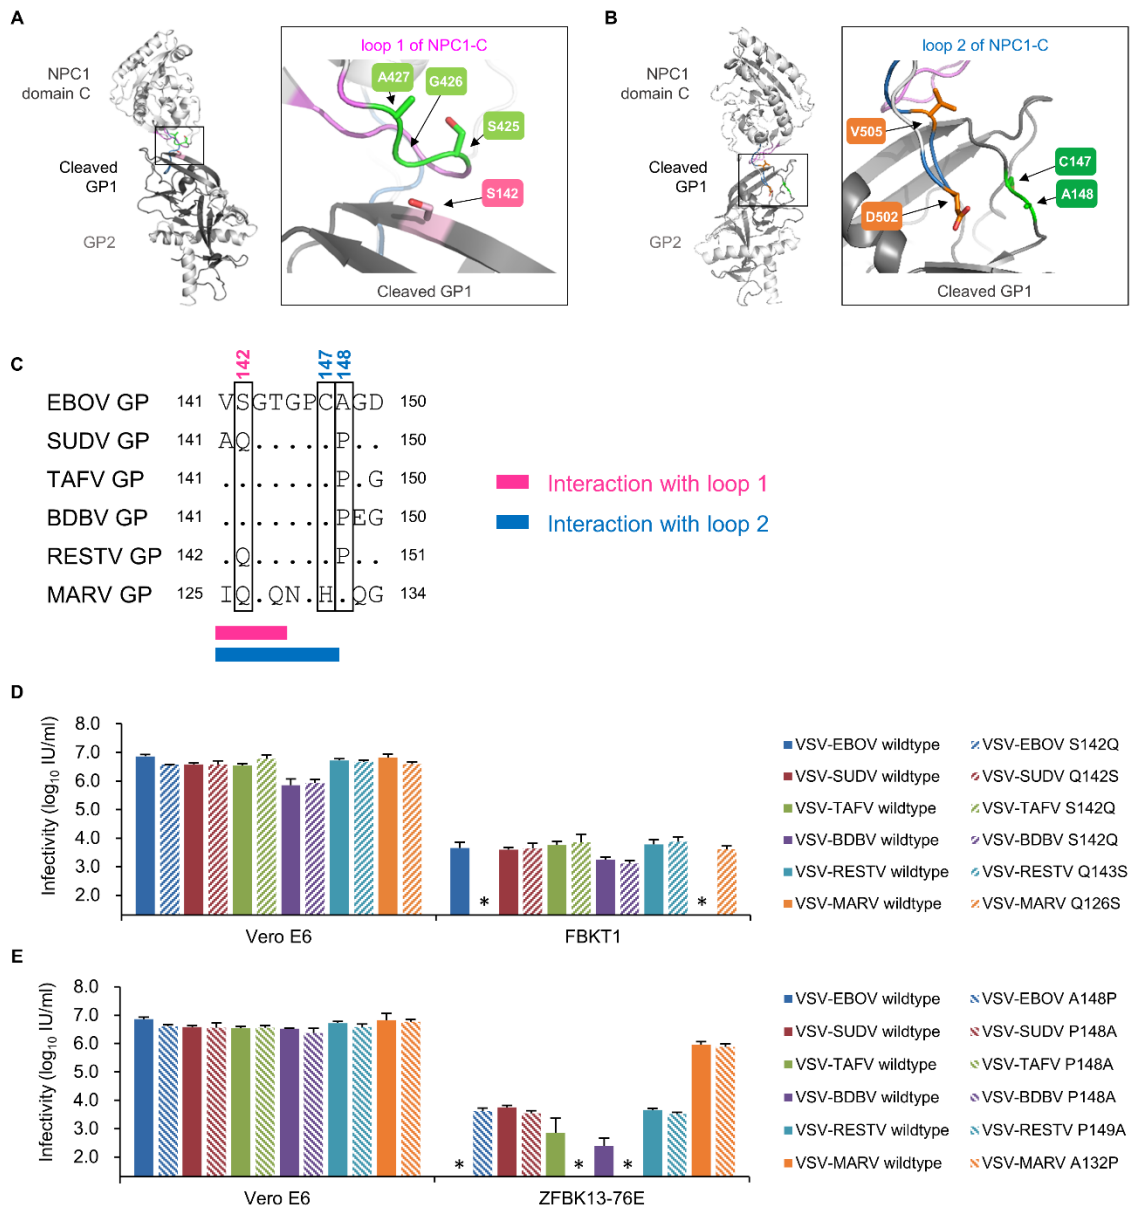 A
NPC1
domain C
Cleaved
GP1
GP2
loop 1 of NPC1-C
A427
G426
S425
S142
Cleaved GP1
B
NPC1
domain C
Cleaved
GP1
GP2
loop 2 of NPC1-C
V505
C147
A148
D502
Cleaved GP1
C
142 147 148
EBOV GP 141 VSGTGPCAGD 150
SUDV GP 141 AQ.....P.. 150
TAFV GP 141 .......P.G 150
BDBV GP 141 .......PEG 150
RESTV GP 142 .Q.....P.. 151
MARV GP 125 IQ.QN.H.QG 134
Interaction with loop 1
Interaction with loop 2
D
Infectivity (log10 IU/ml)
8.0
7.0
6.0
5.0
4.0
3.0
2.0
* *
Vero E6 FBKT1
VSV-EBOV wildtype VSV-EBOV S142Q
VSV-SUDV wildtype VSV-SUDV Q142S
VSV-TAFV wildtype VSV-TAFV S142Q
VSV-BDBV wildtype VSV-BDBV S142Q
VSV-RESTV wildtype VSV-RESTV Q143S
VSV-MARV wildtype VSV-MARV Q126S
E
Infectivity (log10 IU/ml)
8.0
7.0
6.0
5.0
4.0
3.0
2.0
* * *
Vero E6 ZFBK13-76E
VSV-EBOV wildtype VSV-EBOV A148P
VSV-SUDV wildtype VSV-SUDV P148A
VSV-TAFV wildtype VSV-TAFV P148A
VSV-BDBV wildtype VSV-BDBV P148A
VSV-RESTV wildtype VSV-RESTV P149A
VSV-MARV wildtype VSV-MARV A132P